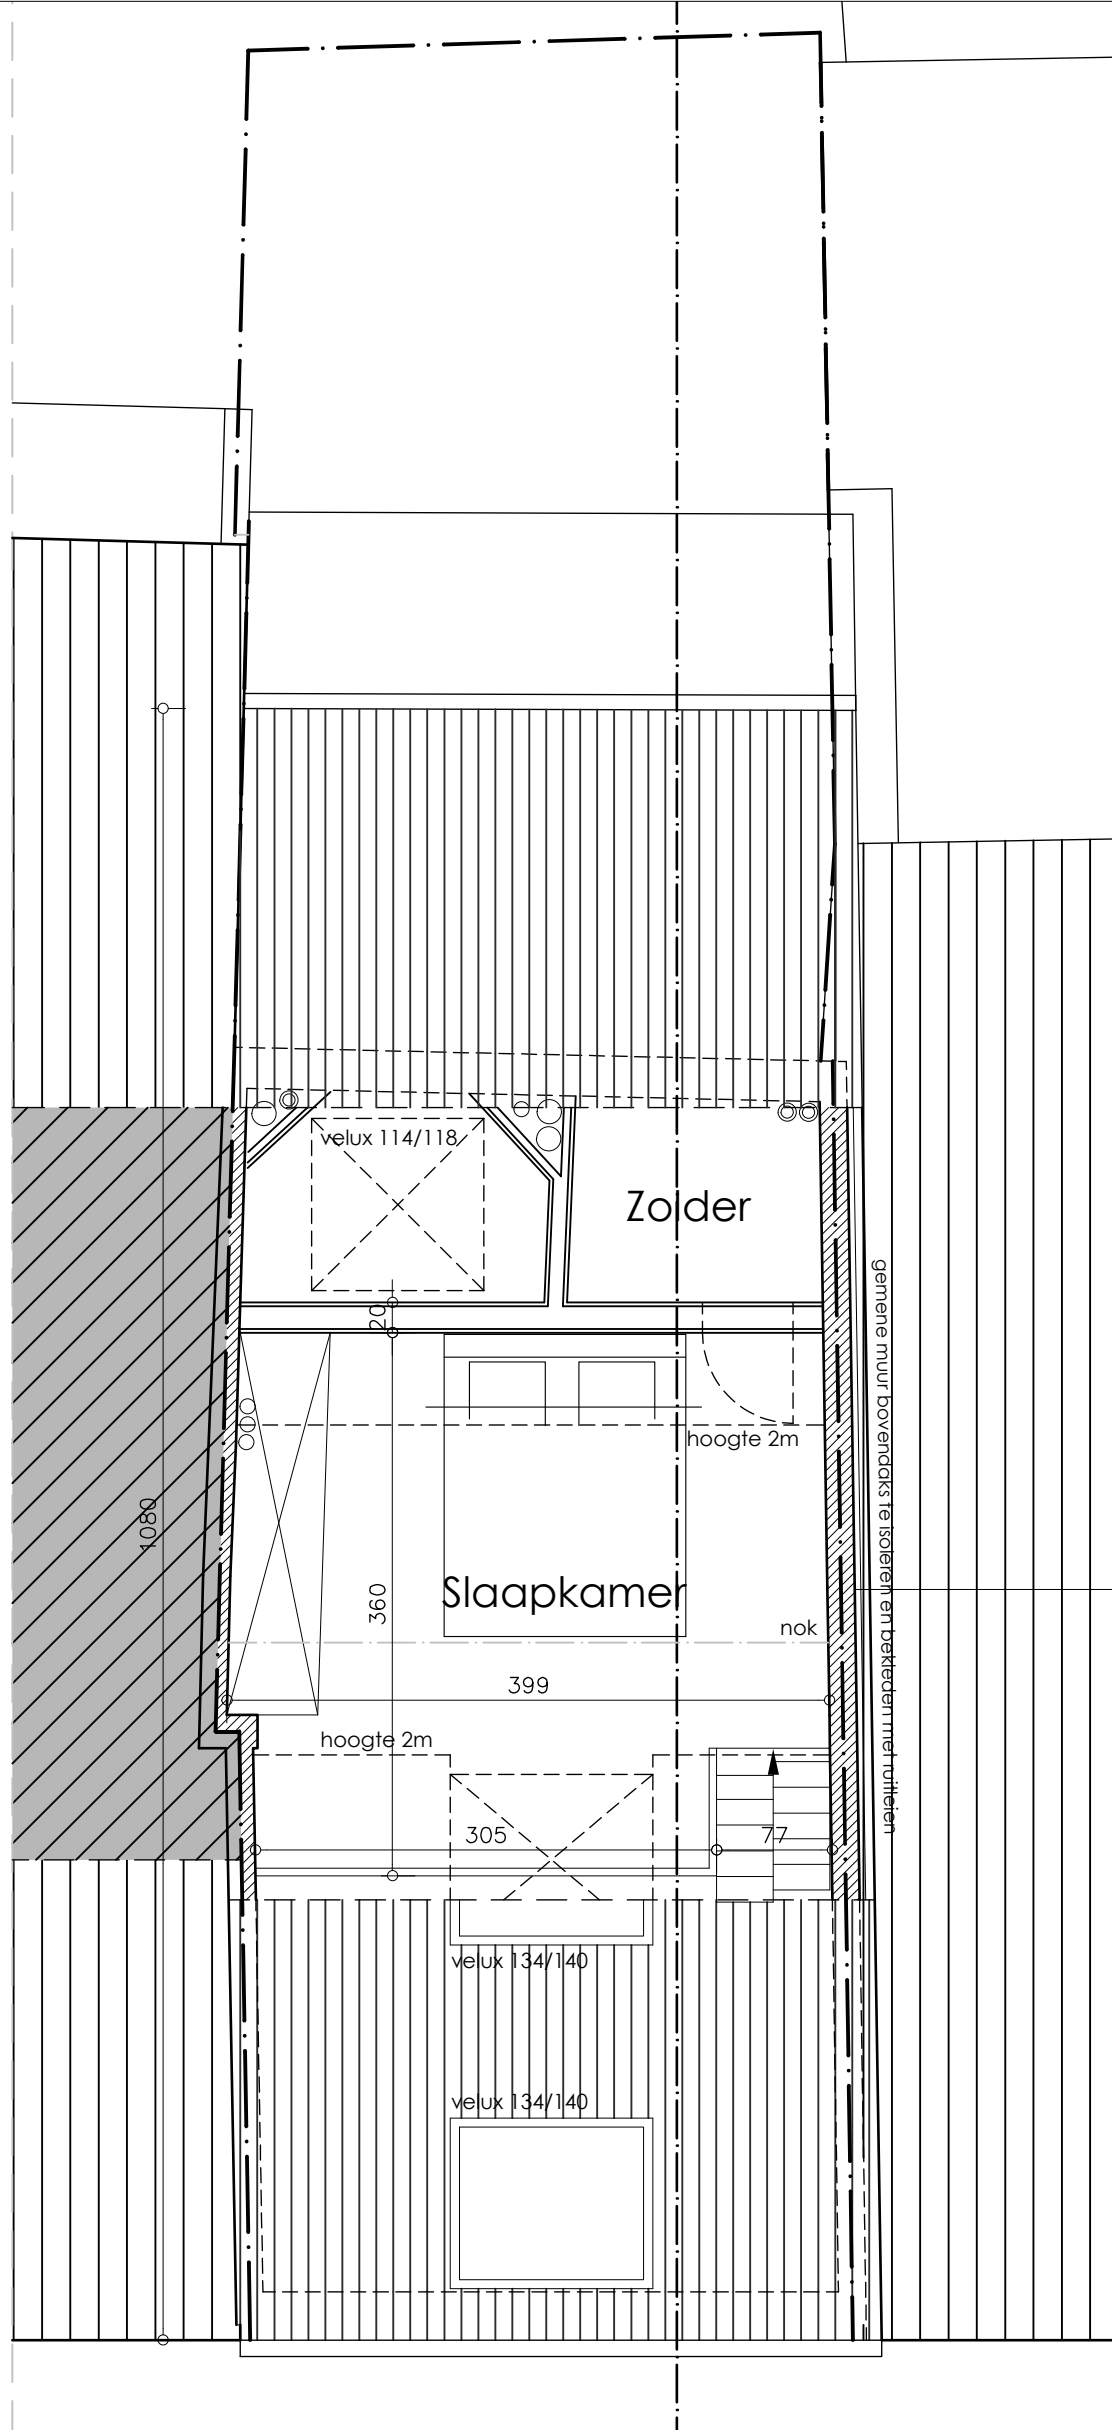 velux 114/118
Zolder
20
hoogte 2m
gemene muur bovendaks te isoleren en bekleden met ruitleien
1080
360
Slaapkamer
nok
399
hoogte 2m
305
77
velux 134/140
velux 134/140